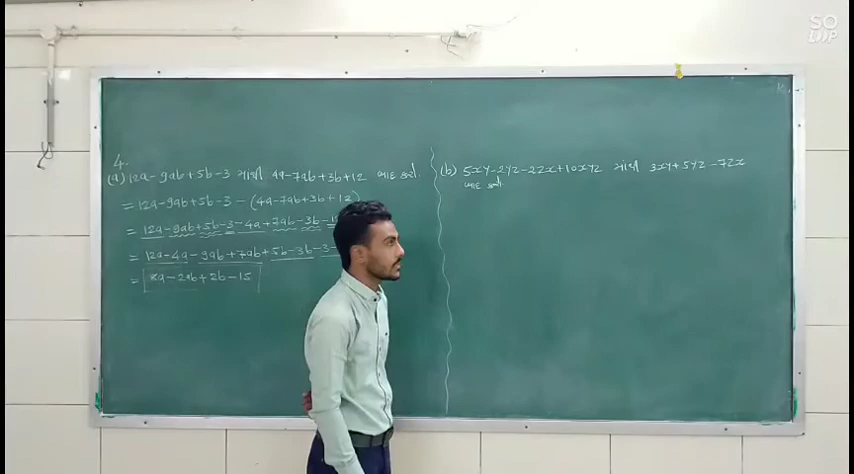 SO
LUP
4.
(a) 12a-9ab+5b-3 માંથી 4a-7ab+3b+12 બાદ કરો.
= 12a-9ab+5b-3 - (4a-7ab+3b+12)
= 12a-9ab+5b-3-4a+7ab-3b-1
= 12a-4a-9ab+7ab+5b-3b-3-
= 8a-2ab+2b-15
(b) 5xy-2yz-2zx+10xyz માંથી 3xy+5yz-7zx
બાદ કરો